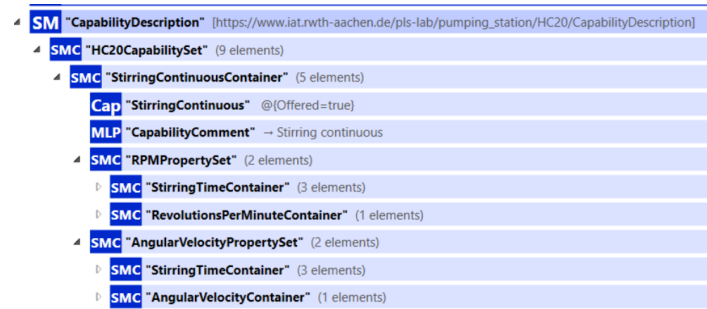 SM "CapabilityDescription" [https://www.iat.rwth-aachen.de/pls-lab/pumping_station/HC20/CapabilityDescription]
SMC "HC20CapabilitySet" (9 elements)
SMC "StirringContinuousContainer" (5 elements)
Cap "StirringContinuous" @{Offered=true}
MLP "CapabilityComment" → Stirring continuous
SMC "RPMPropertySet" (2 elements)
SMC "StirringTimeContainer" (3 elements)
SMC "RevolutionsPerMinuteContainer" (1 elements)
SMC "AngularVelocityPropertySet" (2 elements)
SMC "StirringTimeContainer" (3 elements)
SMC "AngularVelocityContainer" (1 elements)